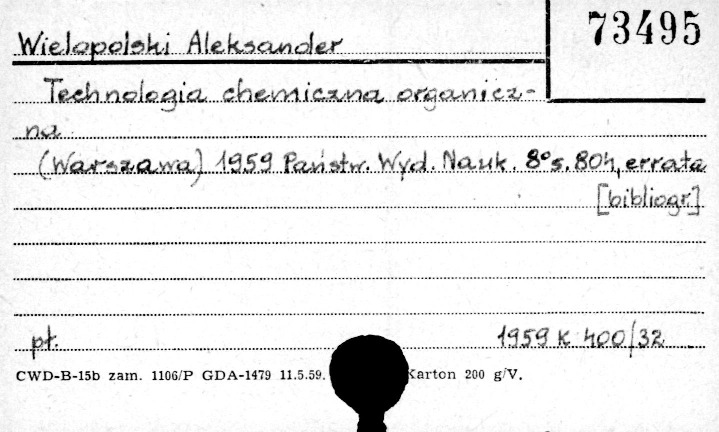 73495
Wielopolski Aleksander
Technologia chemiczna organicz-
na
(Warszawa) 1959 Państw. Wyd. Nauk. 8° s. 804, errata
[bibliogr.]
pł. 1959 K 400/32
CWD-B-15b zam. 1106/P GDA-1479 11.5.59. Karton 200 g/V.